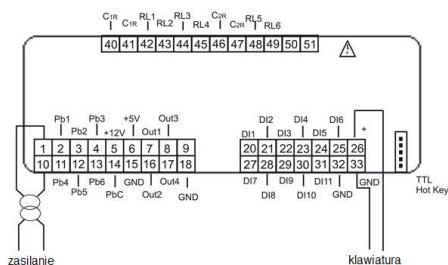 C1R RL1 RL3 C2R RL5
C1R RL2 RL4 C2R RL6
40 41 42 43 44 45 46 47 48 49 50 51
Pb1 Pb3 +5V Out3
Pb2 +12V Out1
1 2 3 4 5 6 7 8 9
10 11 12 13 14 15 16 17 18
Pb4 Pb6 GND Out4
Pb5 PbC Out2 GND
DI2 DI4 DI6
DI1 DI3 DI5 +
20 21 22 23 24 25 26
27 28 29 30 31 32 33
DI7 DI9 DI11 GND
DI8 DI10 GND
TTL
Hot Key
zasilanie
klawiatura